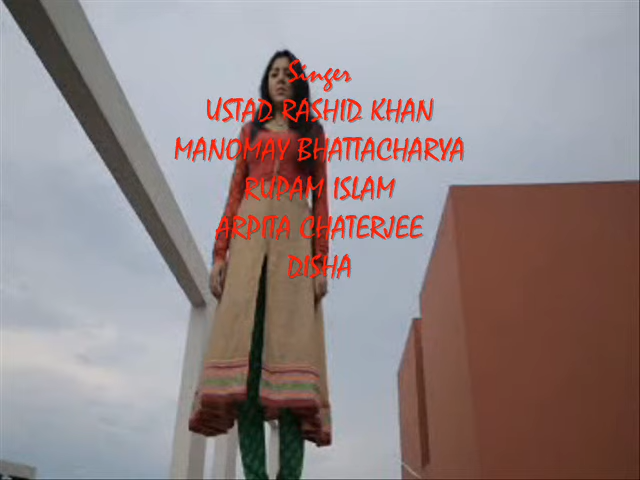 Singer
USTAD RASHID KHAN
MANOMAY BHATTACHARYA
RUPAM ISLAM
ARPITA CHATERJEE
DISHA